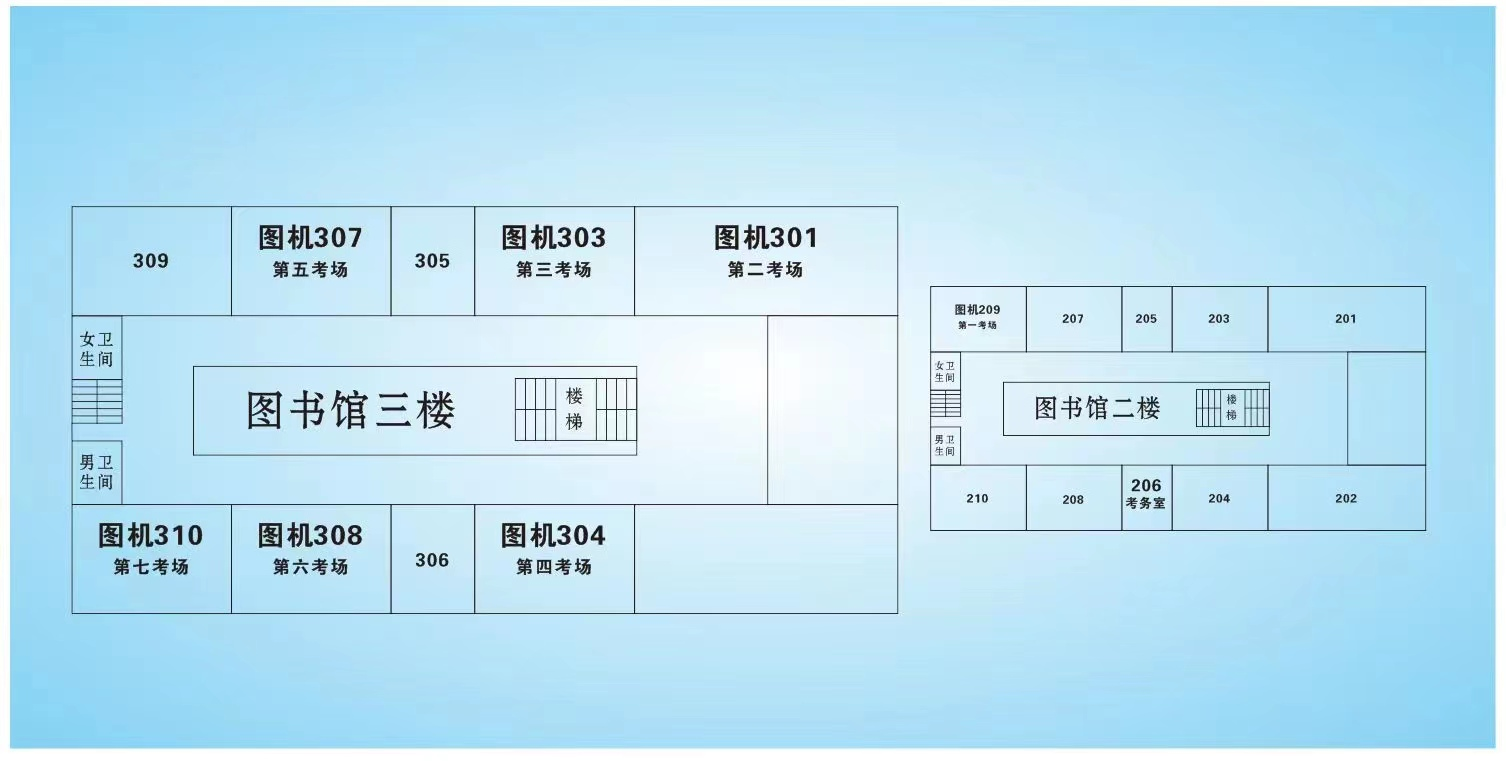 309
图机307
第五考场
305
图机303
第三考场
图机301
第二考场
女卫
生间
图书馆三楼
楼
梯
男卫
生间
图机310
第七考场
图机308
第六考场
306
图机304
第四考场
图机209
第一考场
207
205
203
201
女卫
生间
图书馆二楼
楼
梯
男卫
生间
210
208
206
考务室
204
202